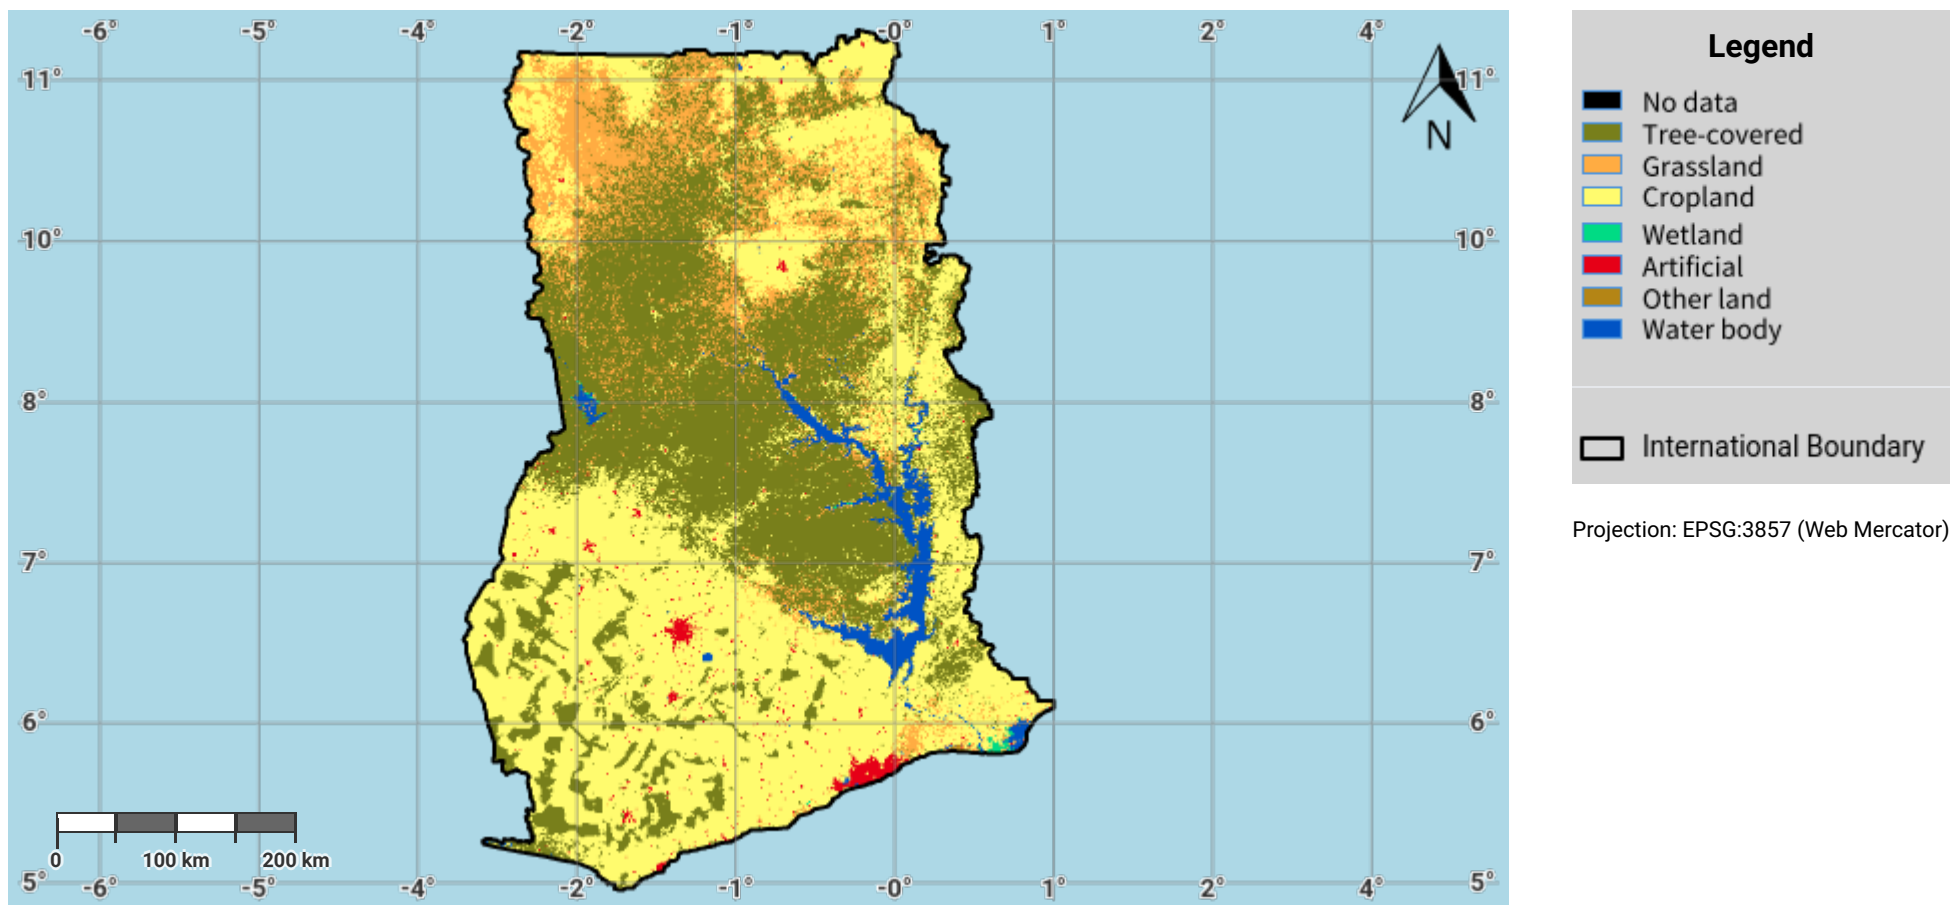 -6° -5° -4° -2° -1° -0° 1° 2° 4°
11° 11°
N
10° 10°
8° 8°
7° 7°
6° 6°
0 100 km 200 km
5° 5°
-6° -5° -4° -2° -1° -0° 1° 2° 4°
Legend
No data
Tree-covered
Grassland
Cropland
Wetland
Artificial
Other land
Water body
International Boundary
Projection: EPSG:3857 (Web Mercator)